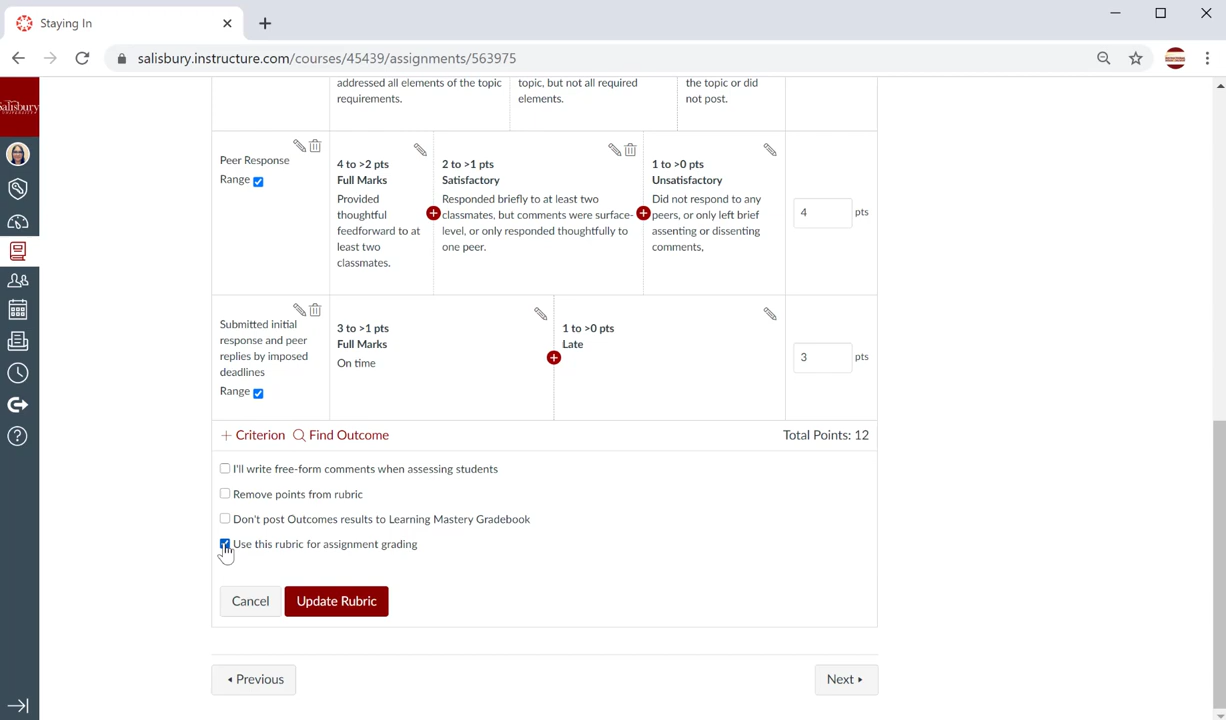 Staying In
salisbury.instructure.com/courses/45439/assignments/563975
Salisbury
UNIVERSITY
addressed all elements of the topic
requirements.
topic, but not all required
elements.
the topic or did
not post.
Peer Response
Range
4 to >2 pts
Full Marks
Provided
thoughtful
feedforward to at
least two
classmates.
2 to >1 pts
Satisfactory
Responded briefly to at least two
classmates, but comments were surface-
level, or only responded thoughtfully to
one peer.
1 to >0 pts
Unsatisfactory
Did not respond to any
peers, or only left brief
assenting or dissenting
comments,
4 pts
Submitted initial
response and peer
replies by imposed
deadlines
Range
3 to >1 pts
Full Marks
On time
1 to >0 pts
Late
3 pts
+ Criterion Find Outcome Total Points: 12
I'll write free-form comments when assessing students
Remove points from rubric
Don't post Outcomes results to Learning Mastery Gradebook
Use this rubric for assignment grading
Cancel Update Rubric
Previous Next